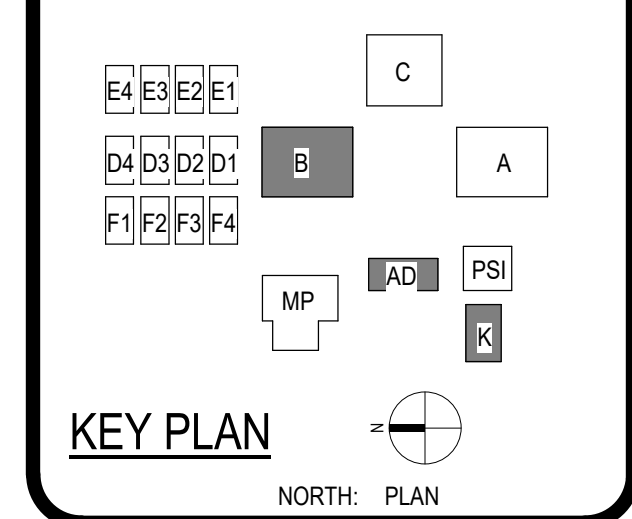 C
E4 E3 E2 E1
D4 D3 D2 D1
B
A
F1 F2 F3 F4
AD
PSI
MP
K
KEY PLAN
N
NORTH: PLAN